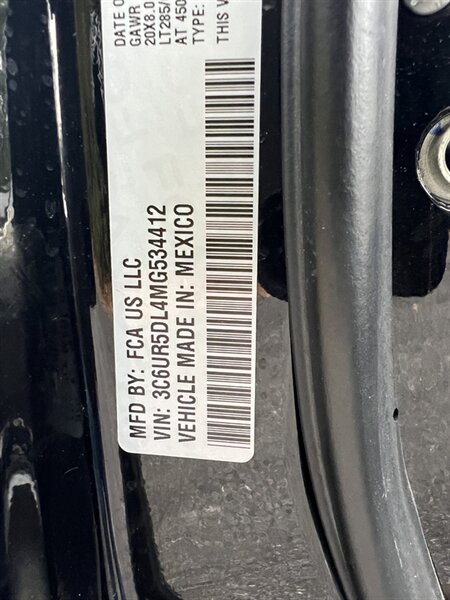 DATE O
GAWR
20X8.0
LT285/
AT 450
TYPE:
THIS V
MFD BY: FCA US LLC
VIN: 3C6UR5DL4MG534412
VEHICLE MADE IN: MEXICO